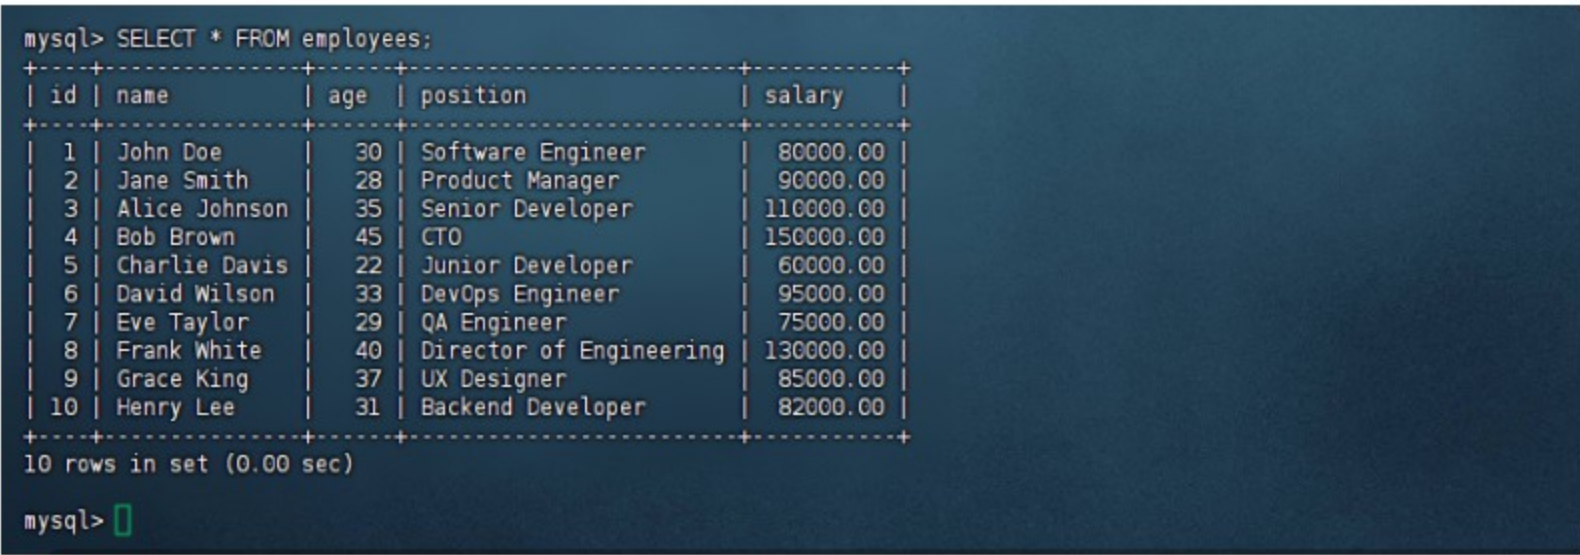 mysql> SELECT * FROM employees;
+----+---------------+------+-------------------------+-----------+
| id | name          | age  | position                | salary    |
+----+---------------+------+-------------------------+-----------+
|  1 | John Doe      |   30 | Software Engineer       |  80000.00 |
|  2 | Jane Smith    |   28 | Product Manager         |  90000.00 |
|  3 | Alice Johnson |   35 | Senior Developer        | 110000.00 |
|  4 | Bob Brown     |   45 | CTO                     | 150000.00 |
|  5 | Charlie Davis |   22 | Junior Developer        |  60000.00 |
|  6 | David Wilson  |   33 | DevOps Engineer         |  95000.00 |
|  7 | Eve Taylor    |   29 | QA Engineer             |  75000.00 |
|  8 | Frank White   |   40 | Director of Engineering | 130000.00 |
|  9 | Grace King    |   37 | UX Designer             |  85000.00 |
| 10 | Henry Lee     |   31 | Backend Developer       |  82000.00 |
+----+---------------+------+-------------------------+-----------+
10 rows in set (0.00 sec)
mysql>